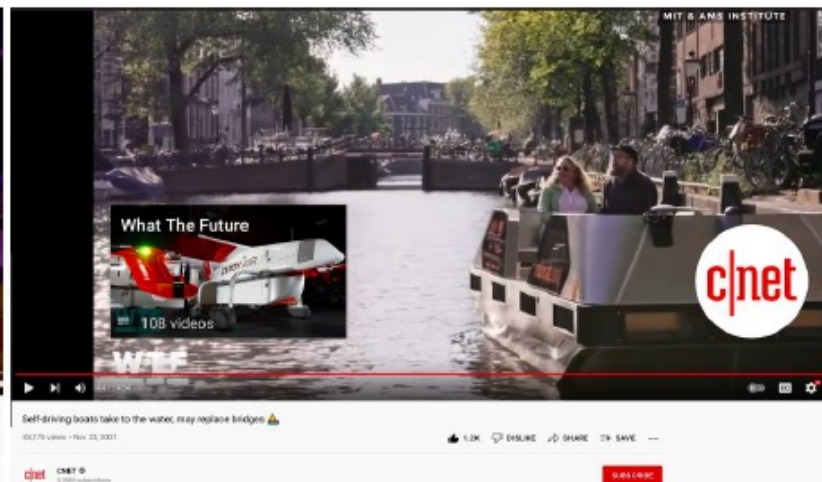 MIT & AMS INSTITUTE
What The Future
108 videos
c|net
WTF
Self-driving boats take to the water, may replace bridges
1.2K DISLIKE SHARE SAVE
c|net CNET
SUBSCRIBE